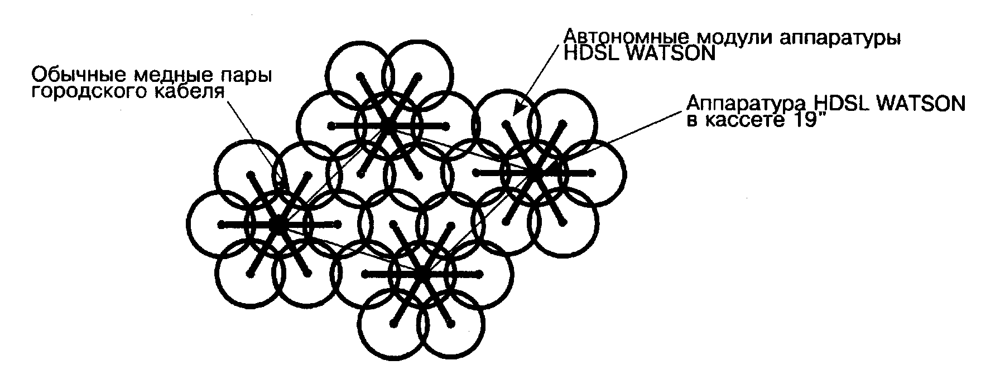 Автономные модули аппаратуры
HDSL WATSON
Обычные медные пары
городского кабеля
Аппаратура HDSL WATSON
в кассете 19"